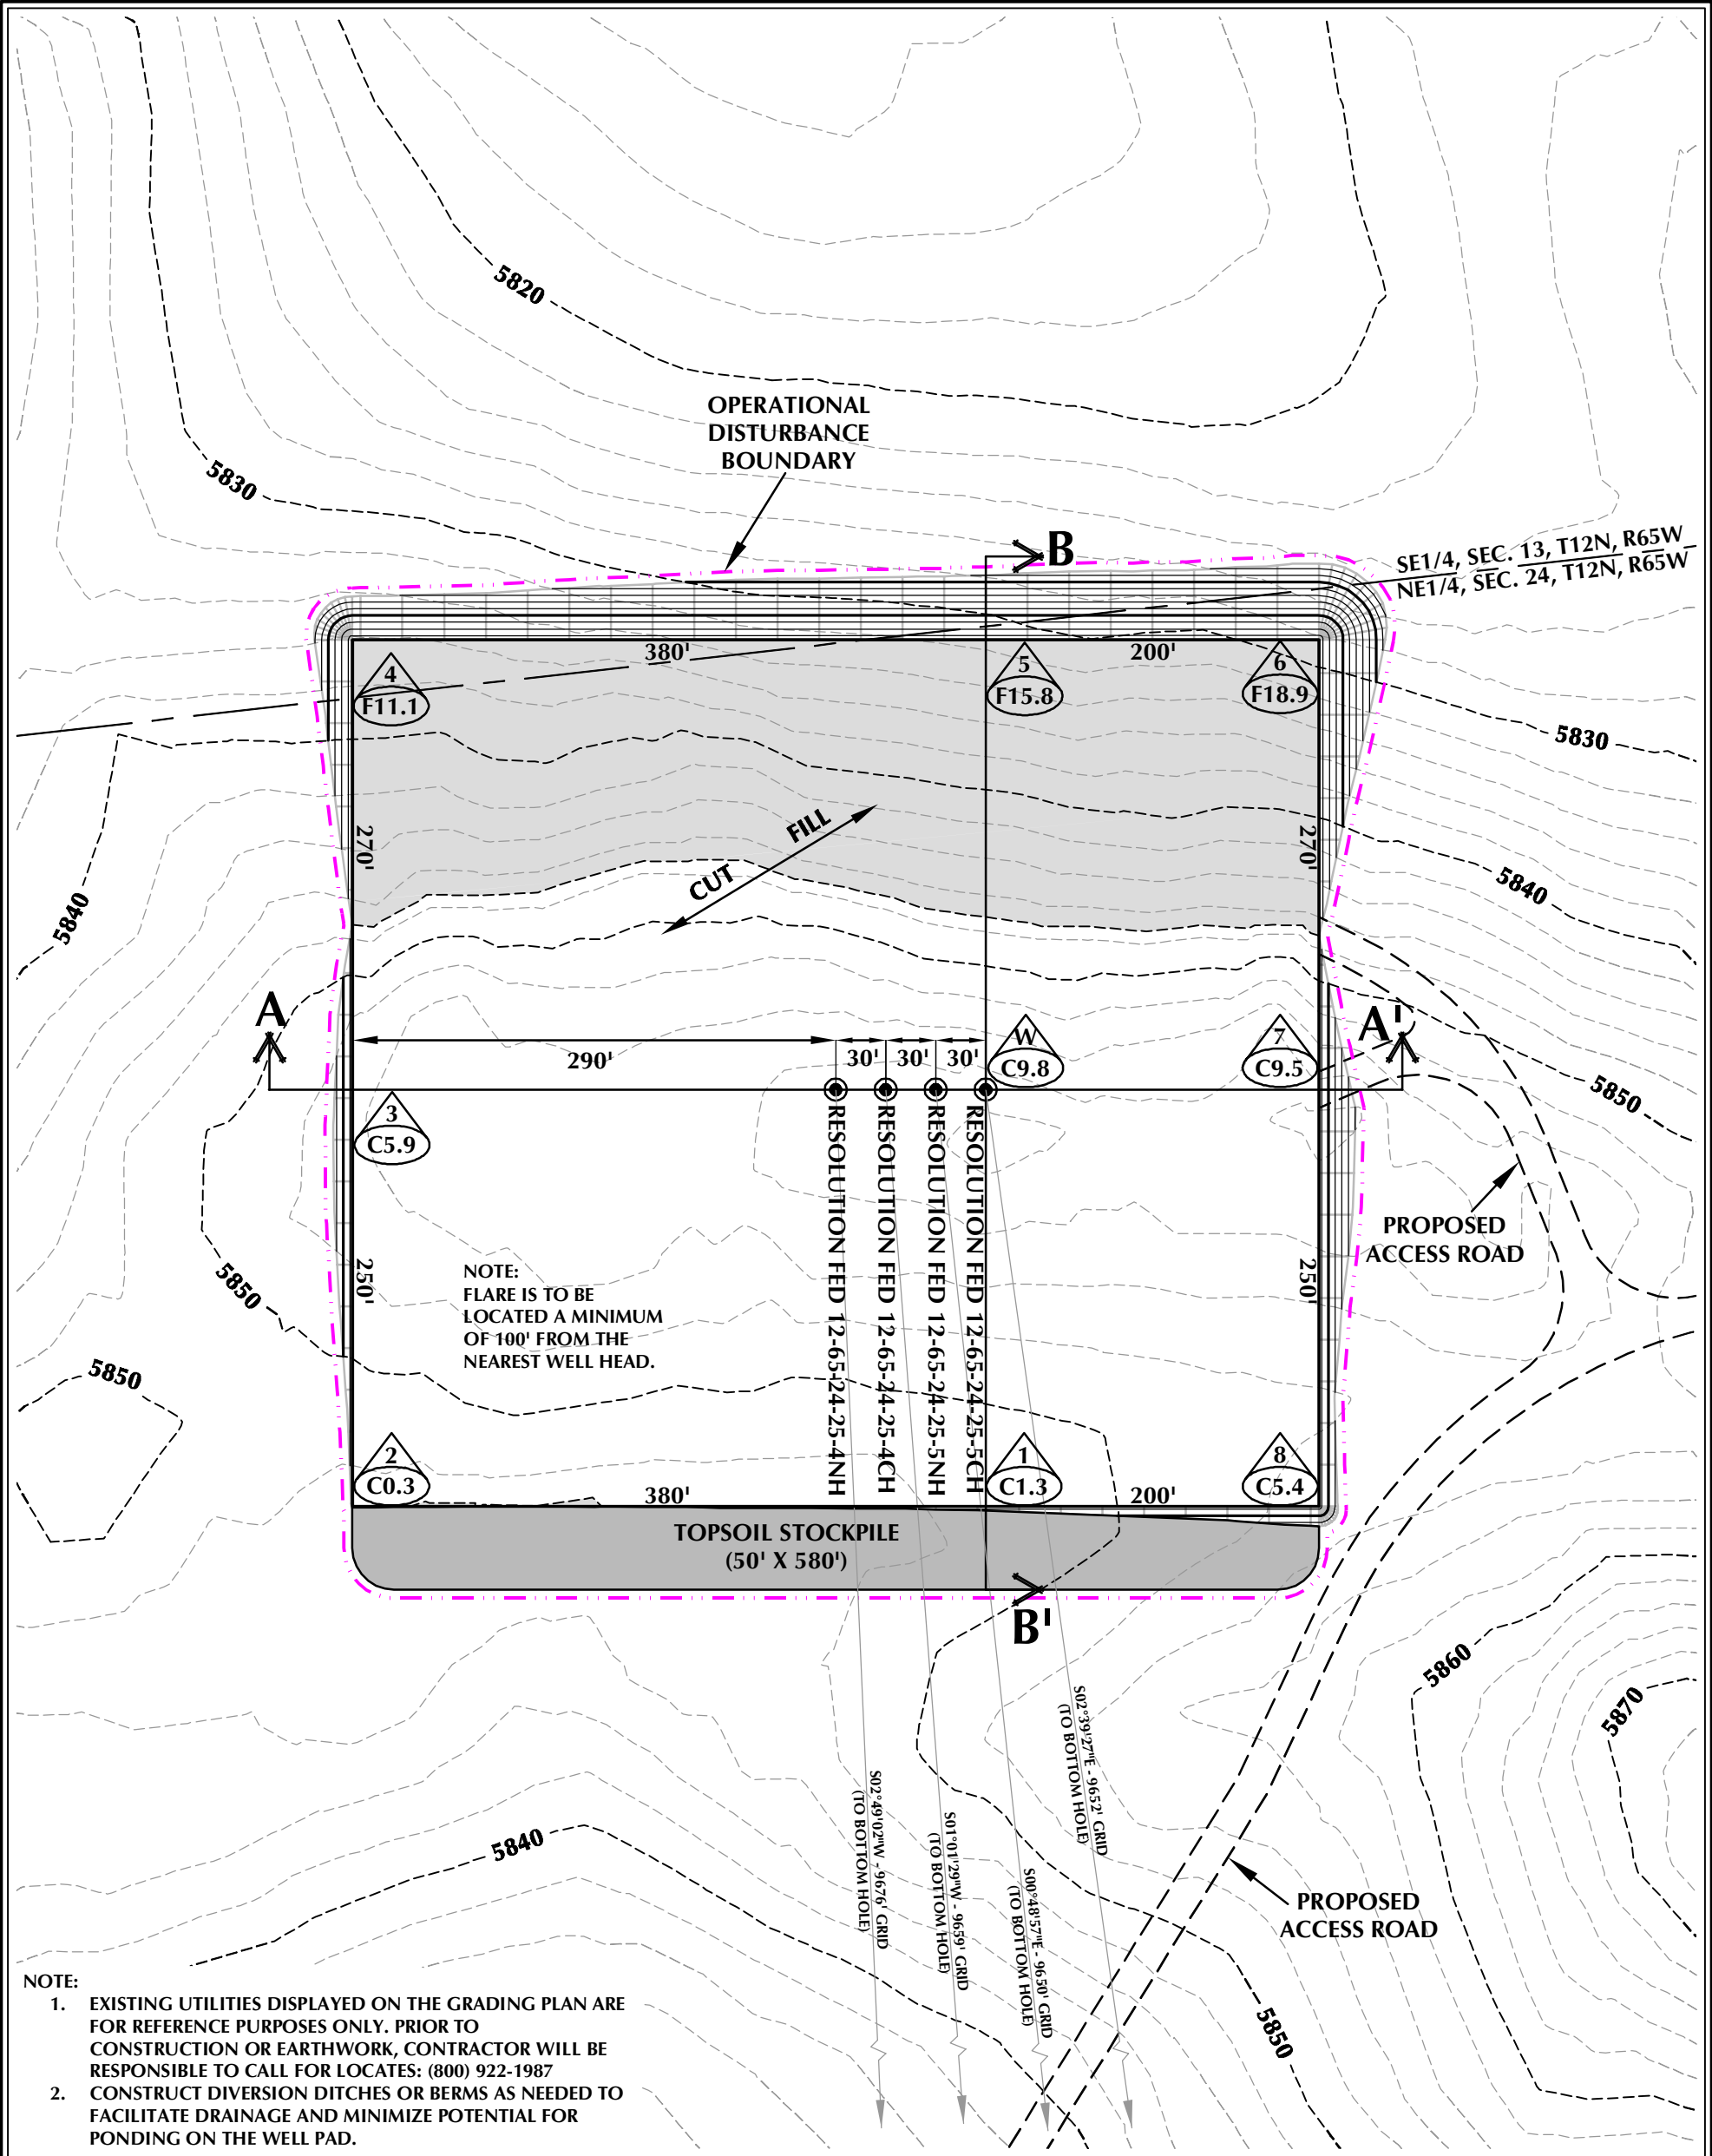 5820
OPERATIONAL
DISTURBANCE
BOUNDARY
5830
B
SE1/4, SEC. 13, T12N, R65W
NE1/4, SEC. 24, T12N, R65W
380'
200'
4
F11.1
5
F15.8
6
F18.9
5830
270'
270'
FILL
CUT
5840
5840
A
A'
290'
30'
30'
30'
W
C9.8
7
C9.5
5850
3
C5.9
RESOLUTION FED 12-65-24-25-4NH
RESOLUTION FED 12-65-24-25-4CH
RESOLUTION FED 12-65-24-25-5NH
RESOLUTION FED 12-65-24-25-5CH
PROPOSED
ACCESS ROAD
250'
250'
5850
NOTE:
FLARE IS TO BE
LOCATED A MINIMUM
OF 100' FROM THE
NEAREST WELL HEAD.
5850
2
C0.3
1
C1.3
8
C5.4
380'
200'
TOPSOIL STOCKPILE
(50' X 580')
B'
5860
5870
S02°39'27"E - 9652' GRID
(TO BOTTOM HOLE)
S02°49'02"W - 9676' GRID
(TO BOTTOM HOLE)
S01°01'29"W - 9659' GRID
(TO BOTTOM HOLE)
S00°48'57"E - 9650' GRID
(TO BOTTOM HOLE)
5840
PROPOSED
ACCESS ROAD
5850
NOTE:
1. EXISTING UTILITIES DISPLAYED ON THE GRADING PLAN ARE
FOR REFERENCE PURPOSES ONLY. PRIOR TO
CONSTRUCTION OR EARTHWORK, CONTRACTOR WILL BE
RESPONSIBLE TO CALL FOR LOCATES: (800) 922-1987
2. CONSTRUCT DIVERSION DITCHES OR BERMS AS NEEDED TO
FACILITATE DRAINAGE AND MINIMIZE POTENTIAL FOR
PONDING ON THE WELL PAD.